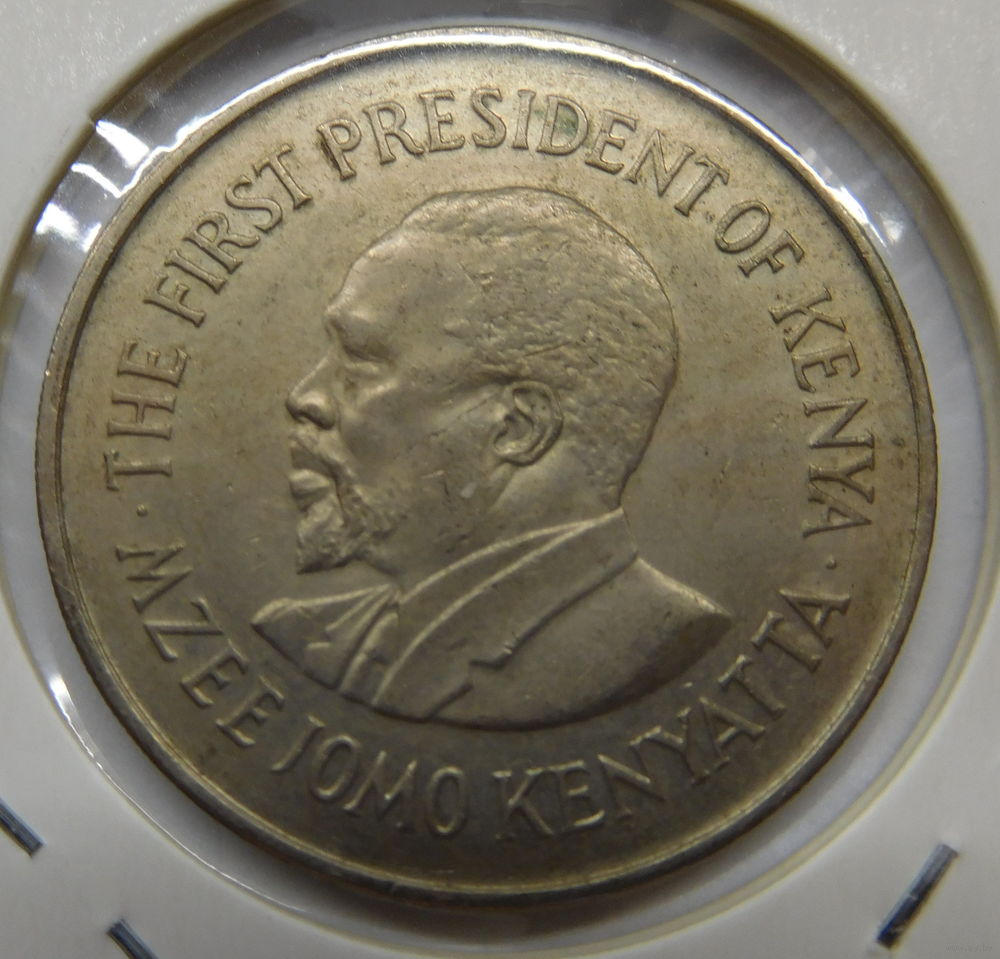 · THE FIRST PRESIDENT OF KENYA ·
MZEE JOMO KENYATTA